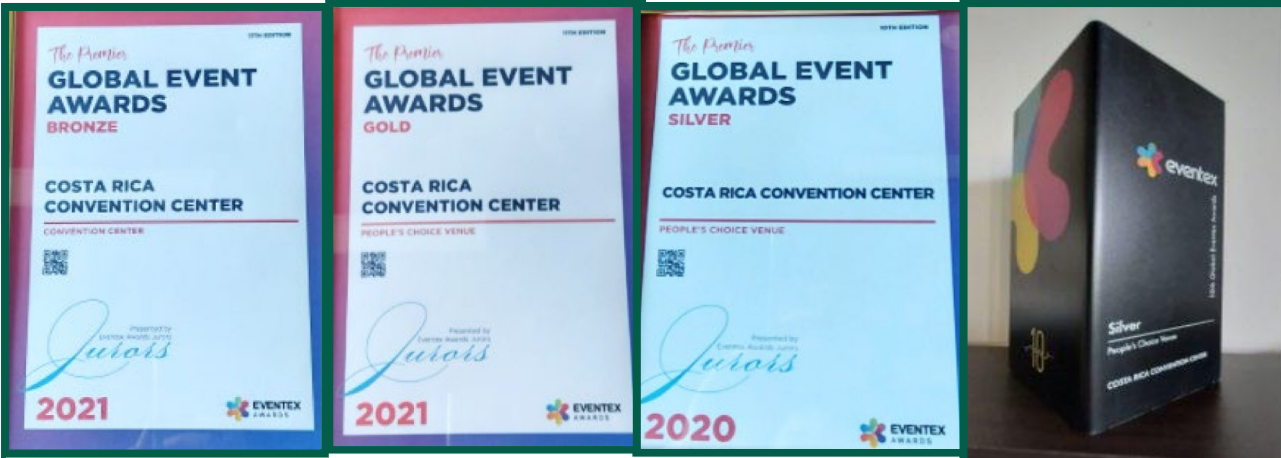 11TH EDITION
The Premier
GLOBAL EVENT
AWARDS
BRONZE
COSTA RICA
CONVENTION CENTER
CONVENTION CENTER
Presented by
Eventex Awards Jurors
Jurors
2021
EVENTEX
AWARDS
11TH EDITION
The Premier
GLOBAL EVENT
AWARDS
GOLD
COSTA RICA
CONVENTION CENTER
PEOPLE'S CHOICE VENUE
Presented by
Eventex Awards Jurors
Jurors
2021
EVENTEX
AWARDS
10TH EDITION
The Premier
GLOBAL EVENT
AWARDS
SILVER
COSTA RICA CONVENTION CENTER
PEOPLE'S CHOICE VENUE
Presented by
Eventex Awards Jurors
Jurors
2020
EVENTEX
AWARDS
eventex
10th Global Eventex Awards
Silver
People's Choice Venue
COSTA RICA CONVENTION CENTER
10